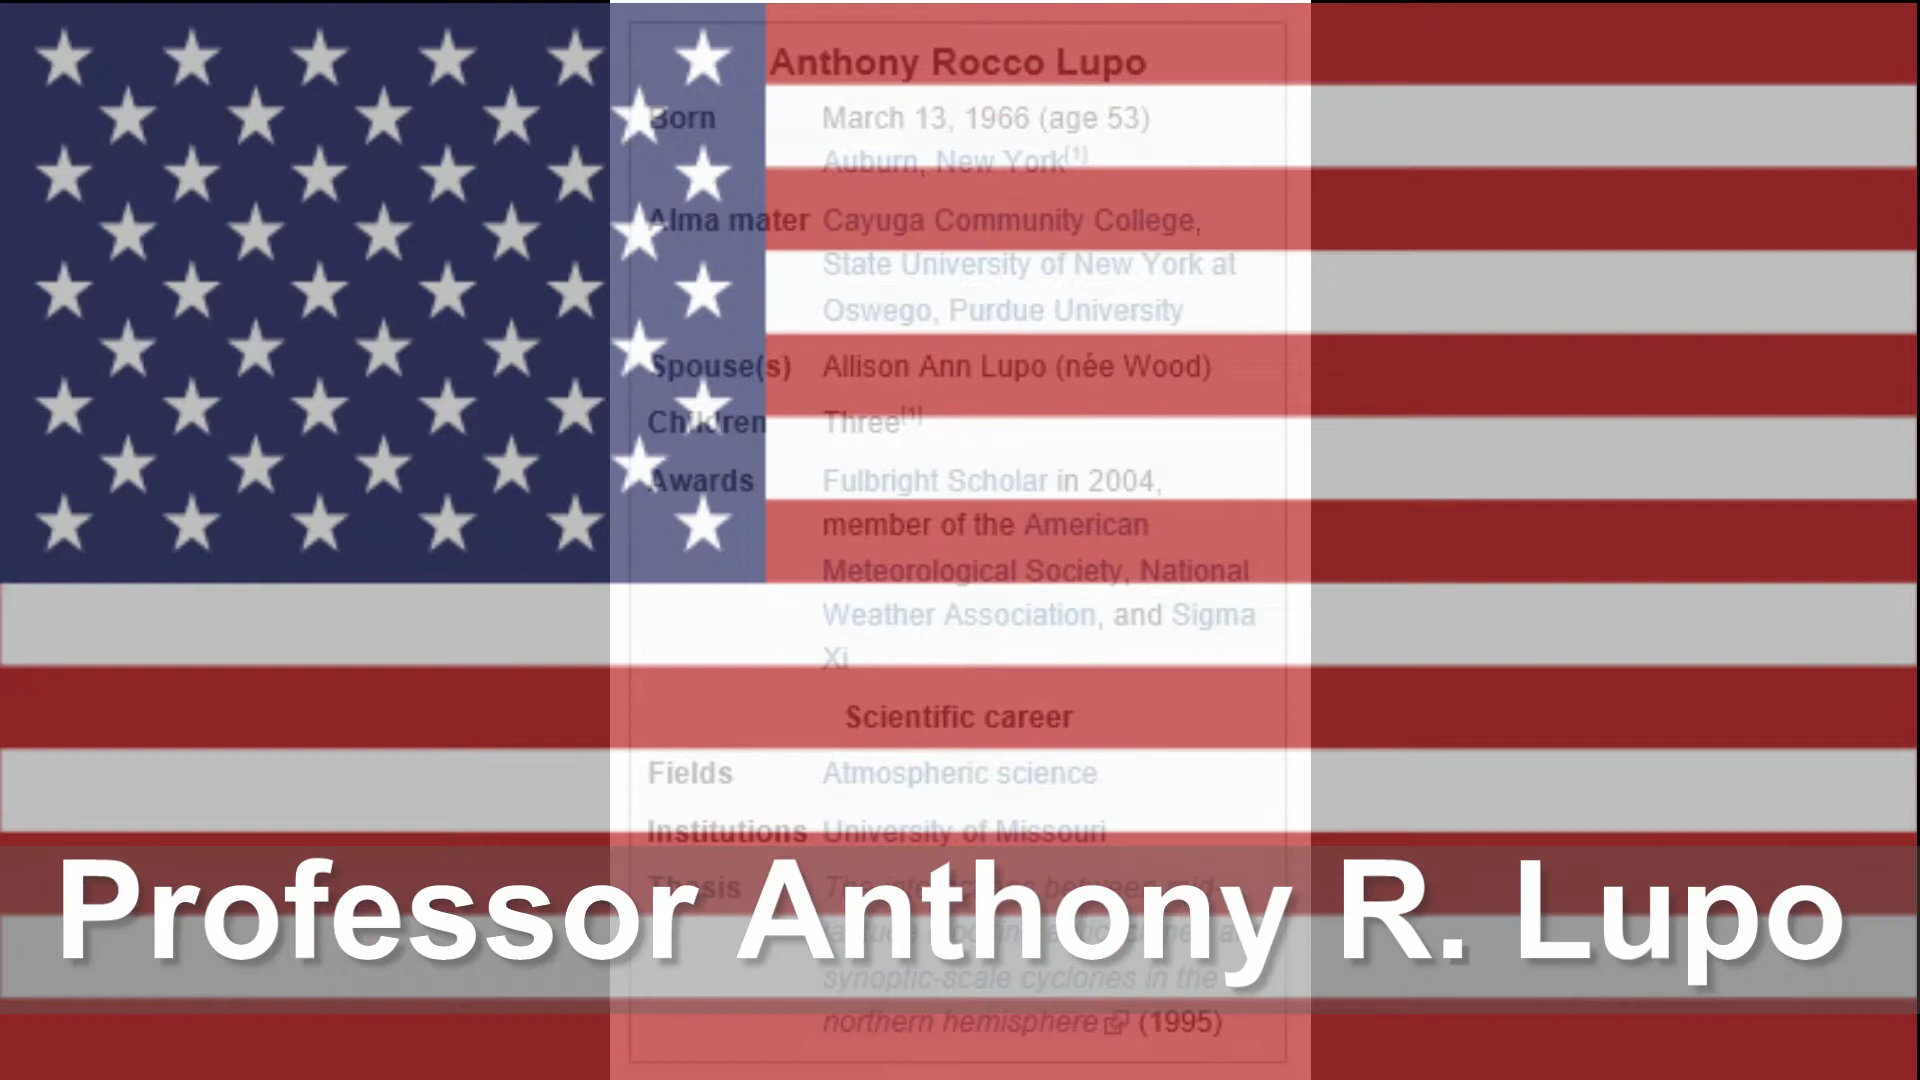 Anthony Rocco Lupo
Born March 13, 1966 (age 53)
Auburn, New York[1]
Alma mater Cayuga Community College,
State University of New York at
Oswego, Purdue University
Spouse(s) Allison Ann Lupo (née Wood)
Children Three[1]
Awards Fulbright Scholar in 2004,
member of the American
Meteorological Society, National
Weather Association, and Sigma
Xi
Scientific career
Fields Atmospheric science
Institutions University of Missouri
Thesis The between mid-
Professor Anthony R. Lupo
synoptic-scale cyclones in the
northern hemisphere (1995)